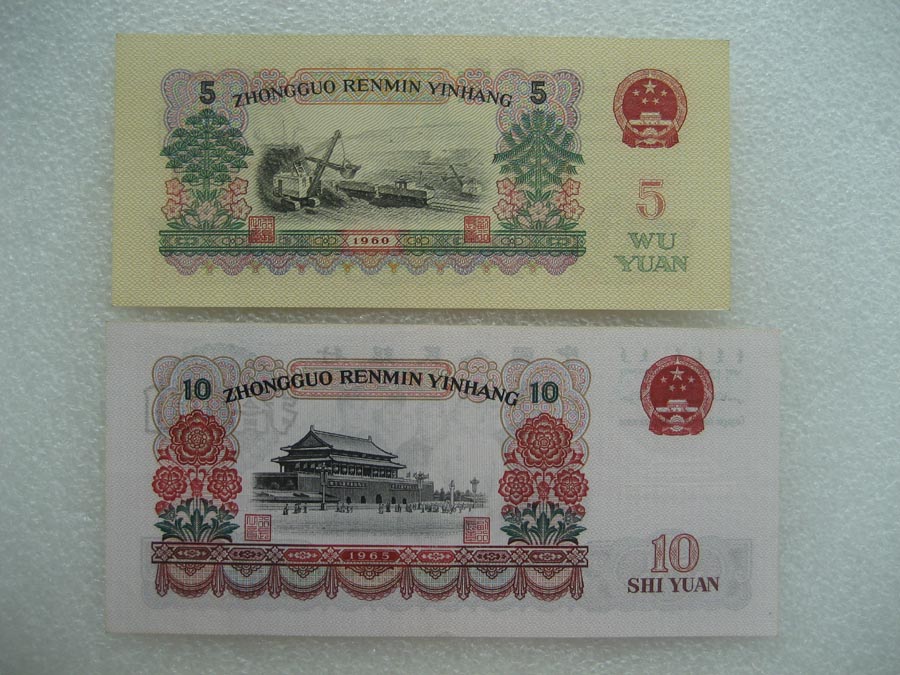 5 ZHONGGUO RENMIN YINHANG 5
1960
5
WU
YUAN
10 ZHONGGUO RENMIN YINHANG 10
1965
10
SHI YUAN